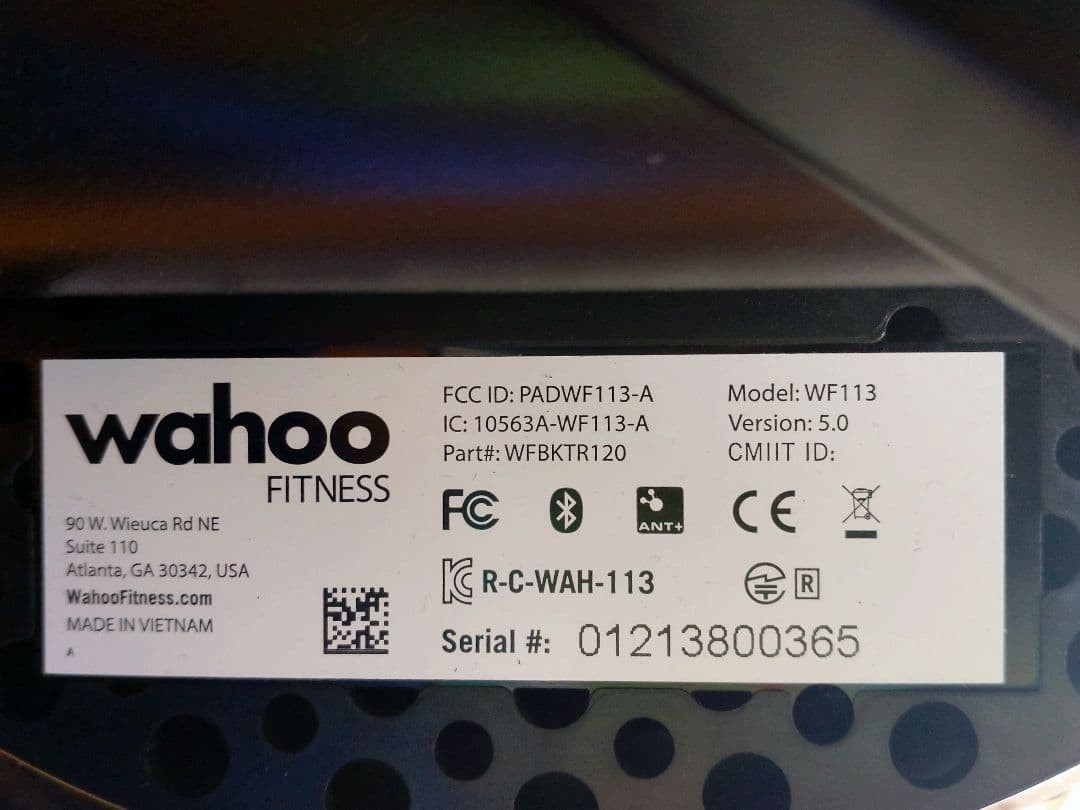 wahoo
FITNESS
90 W. Wieuca Rd NE
Suite 110
Atlanta, GA 30342, USA
WahooFitness.com
MADE IN VIETNAM
A
FCC ID: PADWF113-A
IC: 10563A-WF113-A
Part#: WFBKTR120
Model: WF113
Version: 5.0
CMIIT ID:
FC
ANT+
CE
R-C-WAH-113
R
Serial #: 01213800365